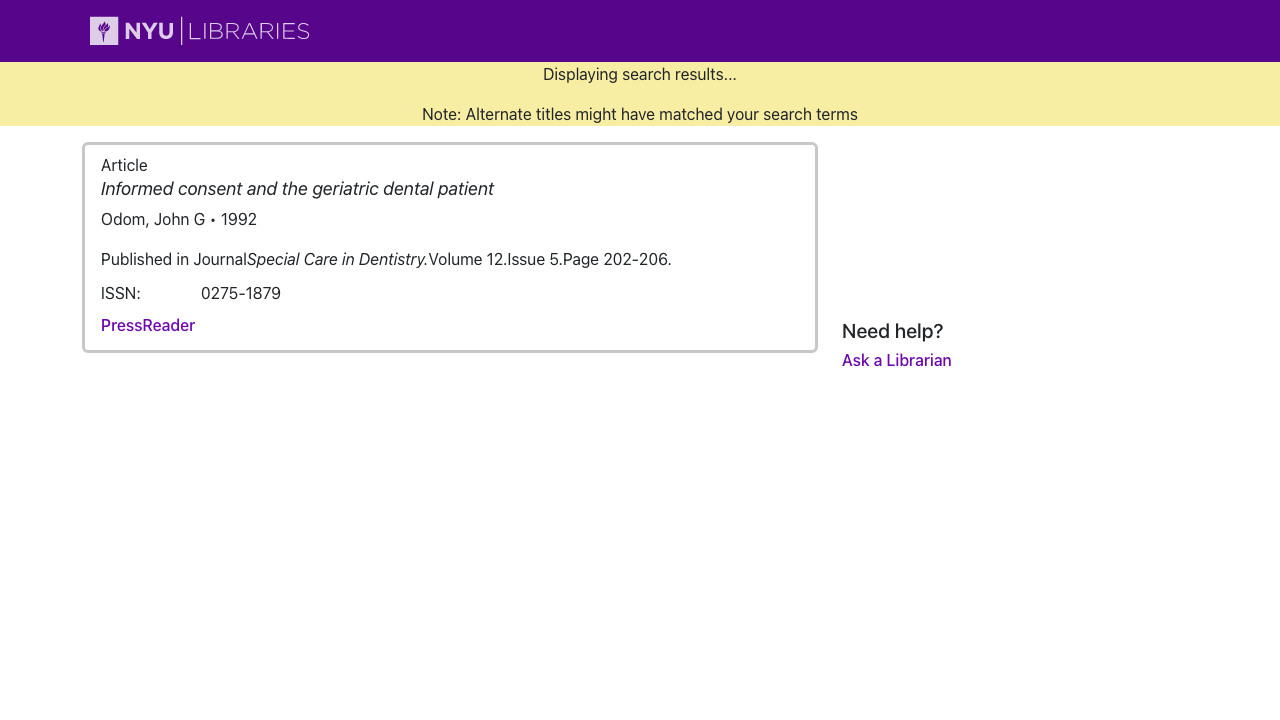 NYU LIBRARIES
Displaying search results...
Note: Alternate titles might have matched your search terms
Article
Informed consent and the geriatric dental patient
Odom, John G • 1992
Published in JournalSpecial Care in Dentistry.Volume 12.Issue 5.Page 202-206.
ISSN: 0275-1879
PressReader
Need help?
Ask a Librarian